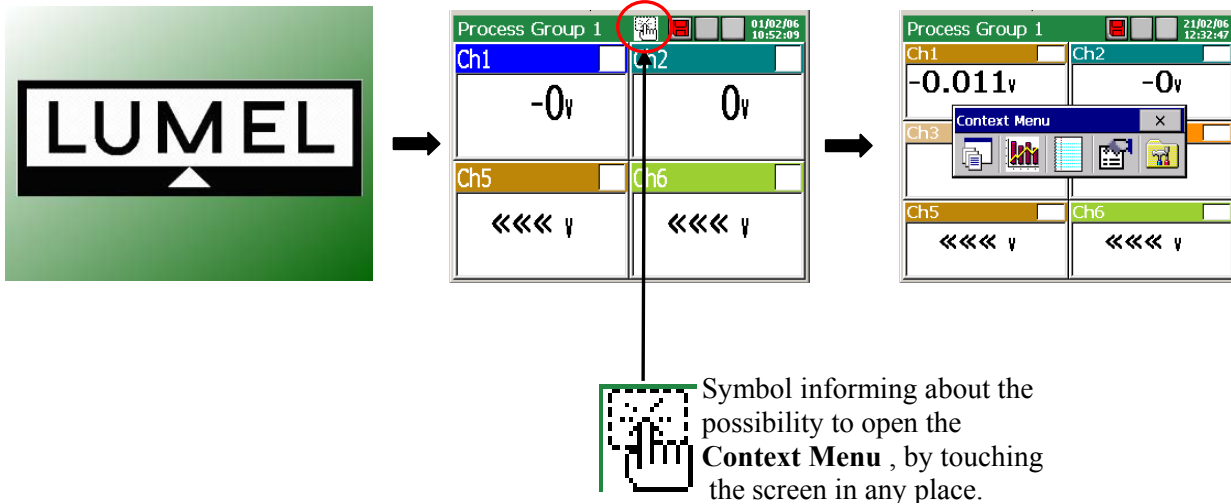 LUMEL
Process Group 1
01/02/06
10:52:09
Ch1
Ch2
-0v
0v
Ch5
Ch6
««« v
««« v
Process Group 1
21/02/06
12:32:47
Ch1
Ch2
-0.011v
-0v
Ch3
Context Menu
Ch5
Ch6
««« v
««« v
Symbol informing about the
possibility to open the
Context Menu , by touching
the screen in any place.